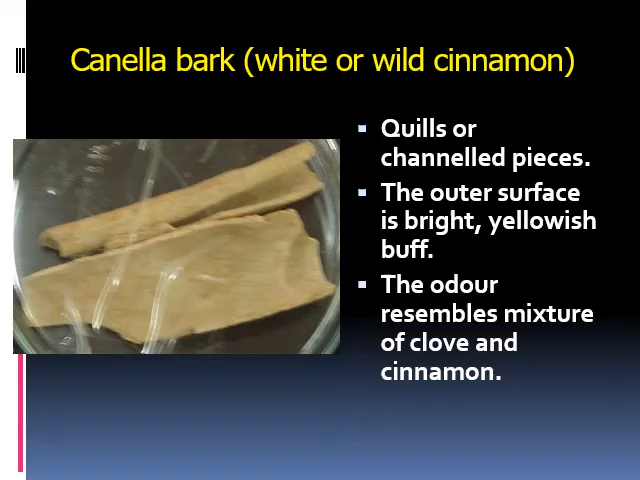 Canella bark (white or wild cinnamon)
▪ Quills or
channelled pieces.
▪ The outer surface
is bright, yellowish
buff.
▪ The odour
resembles mixture
of clove and
cinnamon.